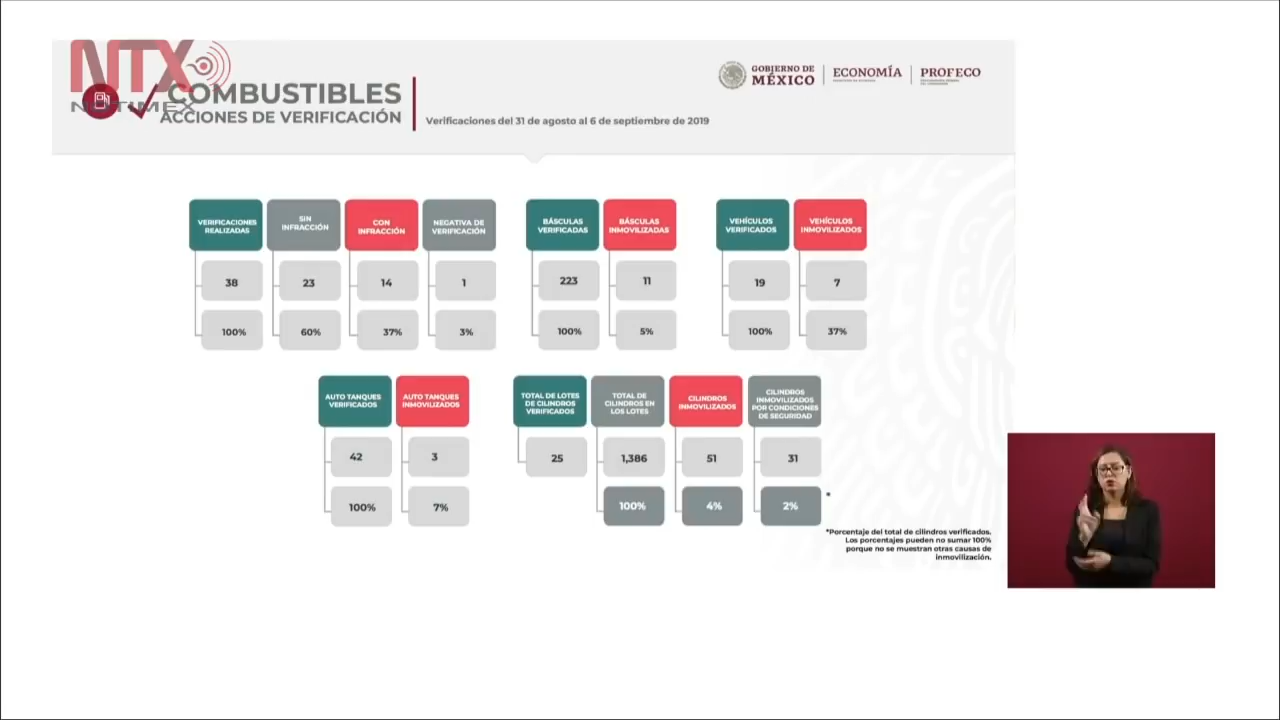 NTX
NOTIMEX
COMBUSTIBLES
ACCIONES DE VERIFICACIÓN
Verificaciones del 31 de agosto al 6 de septiembre de 2019
GOBIERNO DE
MÉXICO
ECONOMÍA
PROFECO
VERIFICACIONES
REALIZADAS
38
100%
SIN
INFRACCIÓN
23
60%
CON
INFRACCIÓN
14
37%
NEGATIVA DE
VERIFICACIÓN
1
3%
BÁSCULAS
VERIFICADAS
223
100%
BÁSCULAS
INMOVILIZADAS
11
5%
VEHÍCULOS
VERIFICADOS
19
100%
VEHÍCULOS
INMOVILIZADOS
7
37%
AUTO TANQUES
VERIFICADOS
42
100%
AUTO TANQUES
INMOVILIZADOS
3
7%
TOTAL DE LOTES
DE CILINDROS
VERIFICADOS
25
TOTAL DE
CILINDROS EN
LOS LOTES
1,386
100%
CILINDROS
INMOVILIZADOS
51
4%
CILINDROS
INMOVILIZADOS
POR CONDICIONES
DE SEGURIDAD
31
2%
*
*Porcentaje del total de cilindros verificados.
Los porcentajes pueden no sumar 100%
porque no se muestran otras causas de
inmovilización.